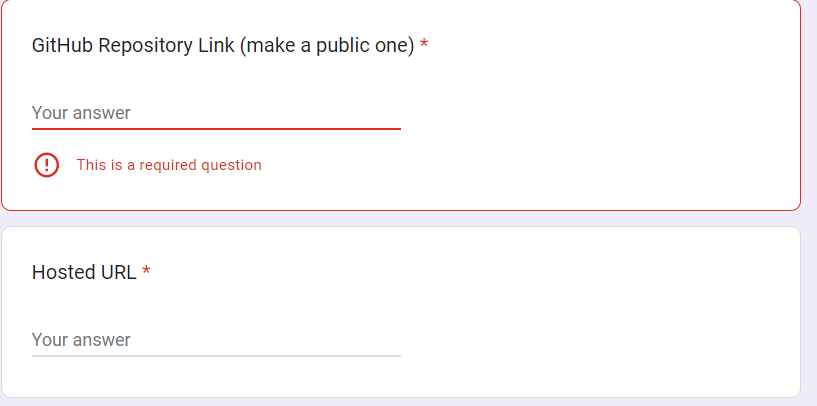 GitHub Repository Link (make a public one) *
Your answer
This is a required question
Hosted URL *
Your answer